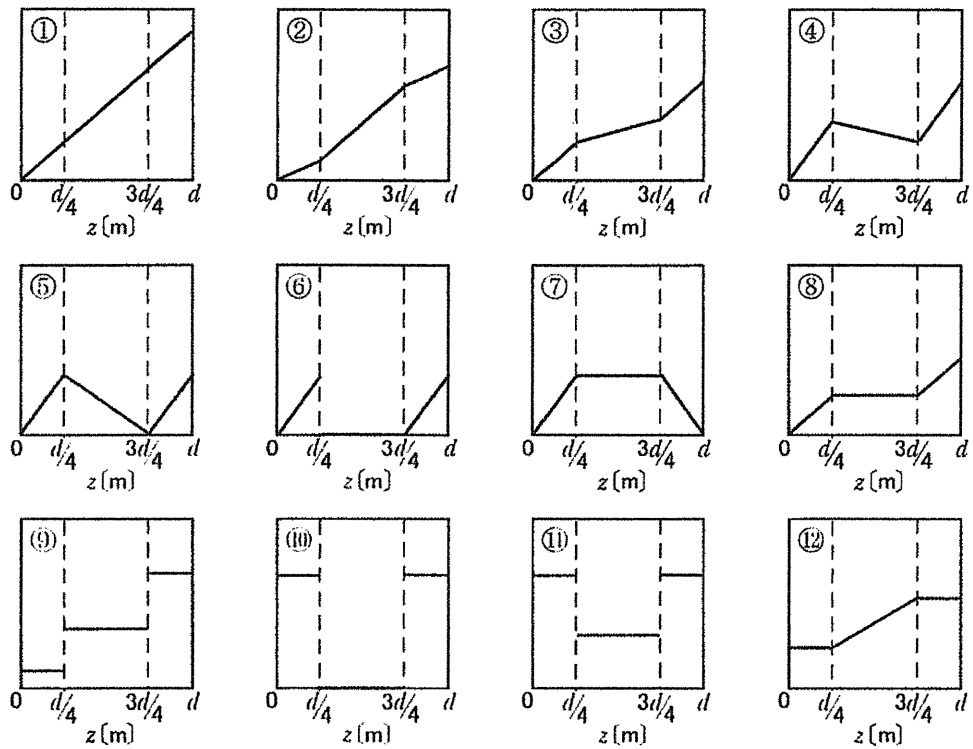 ① ② ③ ④
0 d/4 3d/4 d 0 d/4 3d/4 d 0 d/4 3d/4 d 0 d/4 3d/4 d
z [m] z [m] z [m] z [m]
⑤ ⑥ ⑦ ⑧
0 d/4 3d/4 d 0 d/4 3d/4 d 0 d/4 3d/4 d 0 d/4 3d/4 d
z [m] z [m] z [m] z [m]
⑨ ⑩ ⑪ ⑫
0 d/4 3d/4 d 0 d/4 3d/4 d 0 d/4 3d/4 d 0 d/4 3d/4 d
z [m] z [m] z [m] z [m]